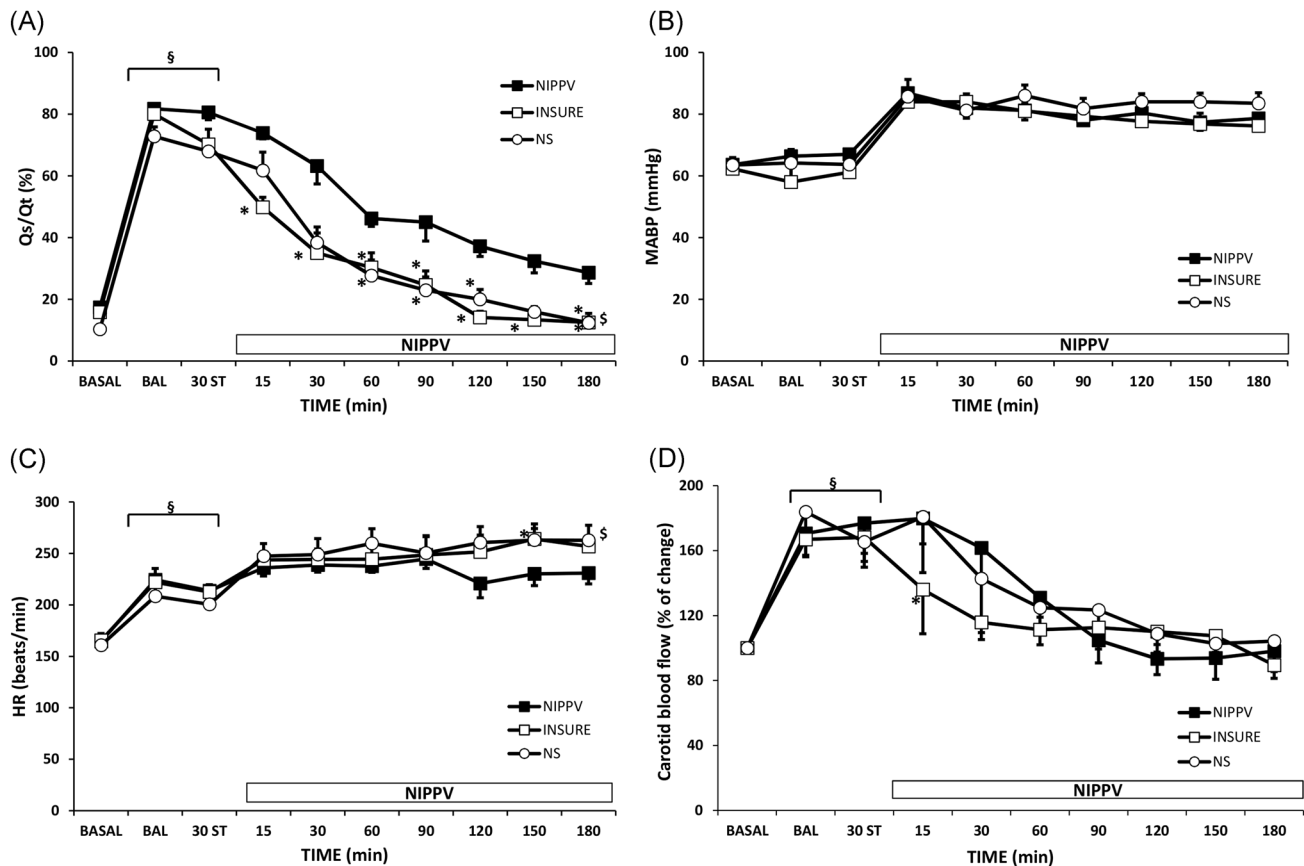 (A)
100
80
60
40
20
0
Qs/Qt (%)
§
NIPPV
INSURE
NS
*
*
*
*
*
*
*
*
*
*
* $
NIPPV
BASAL BAL 30 ST 15 30 60 90 120 150 180
TIME (min)
(B)
100
80
60
40
20
0
MABP (mmHg)
NIPPV
INSURE
NS
NIPPV
BASAL BAL 30 ST 15 30 60 90 120 150 180
TIME (min)
(C)
300
250
200
150
100
50
0
HR (beats/min)
§
* $
NIPPV
INSURE
NS
NIPPV
BASAL BAL 30 ST 15 30 60 90 120 150 180
TIME (min)
(D)
200
160
120
80
40
0
Carotid blood flow (% of change)
§
*
NIPPV
INSURE
NS
NIPPV
BASAL BAL 30 ST 15 30 60 90 120 150 180
TIME (min)